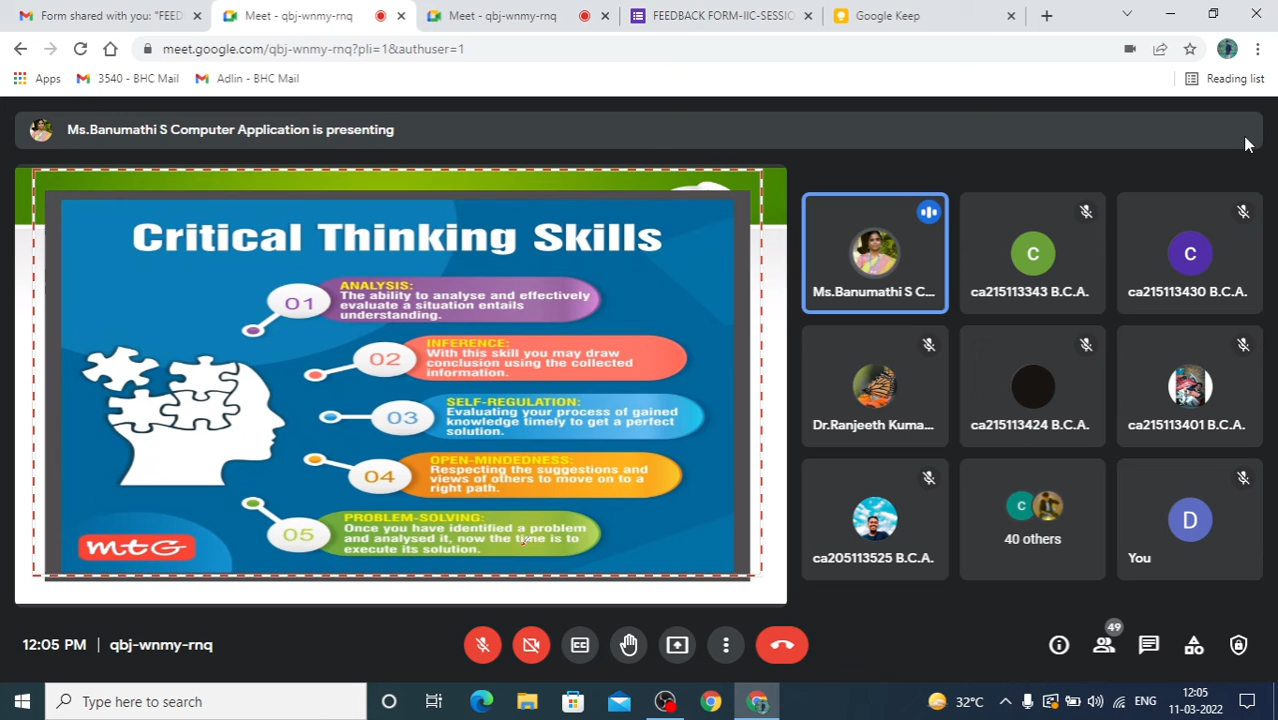 Form shared with you: "FEED
Meet - qbj-wnmy-rnq
Meet - qbj-wnmy-rnq
FEEDBACK FORM-IIC-SESSIO
Google Keep
meet.google.com/qbj-wnmy-rnq?pli=1&authuser=1
Apps
3540 - BHC Mail
Adlin - BHC Mail
Reading list
Ms.Banumathi S Computer Application is presenting
Critical Thinking Skills
01
ANALYSIS:
The ability to analyse and effectively
evaluate a situation entails
understanding.
02
INFERENCE:
With this skill you may draw
conclusion using the collected
information.
03
SELF-REGULATION:
Evaluating your process of gained
knowledge timely to get a perfect
solution.
04
OPEN-MINDEDNESS:
Respecting the suggestions and
views of others to move on to a
right path.
05
PROBLEM-SOLVING:
Once you have identified a problem
and analysed it, now the time is to
execute its solution.
mtG
Ms.Banumathi S C...
C
ca215113343 B.C.A.
C
ca215113430 B.C.A.
Dr.Ranjeeth Kuma...
ca215113424 B.C.A.
ca215113401 B.C.A.
ca205113525 B.C.A.
C
40 others
D
You
12:05 PM | qbj-wnmy-rnq
CC
49
Type here to search
32°C
ENG
12:05
11-03-2022